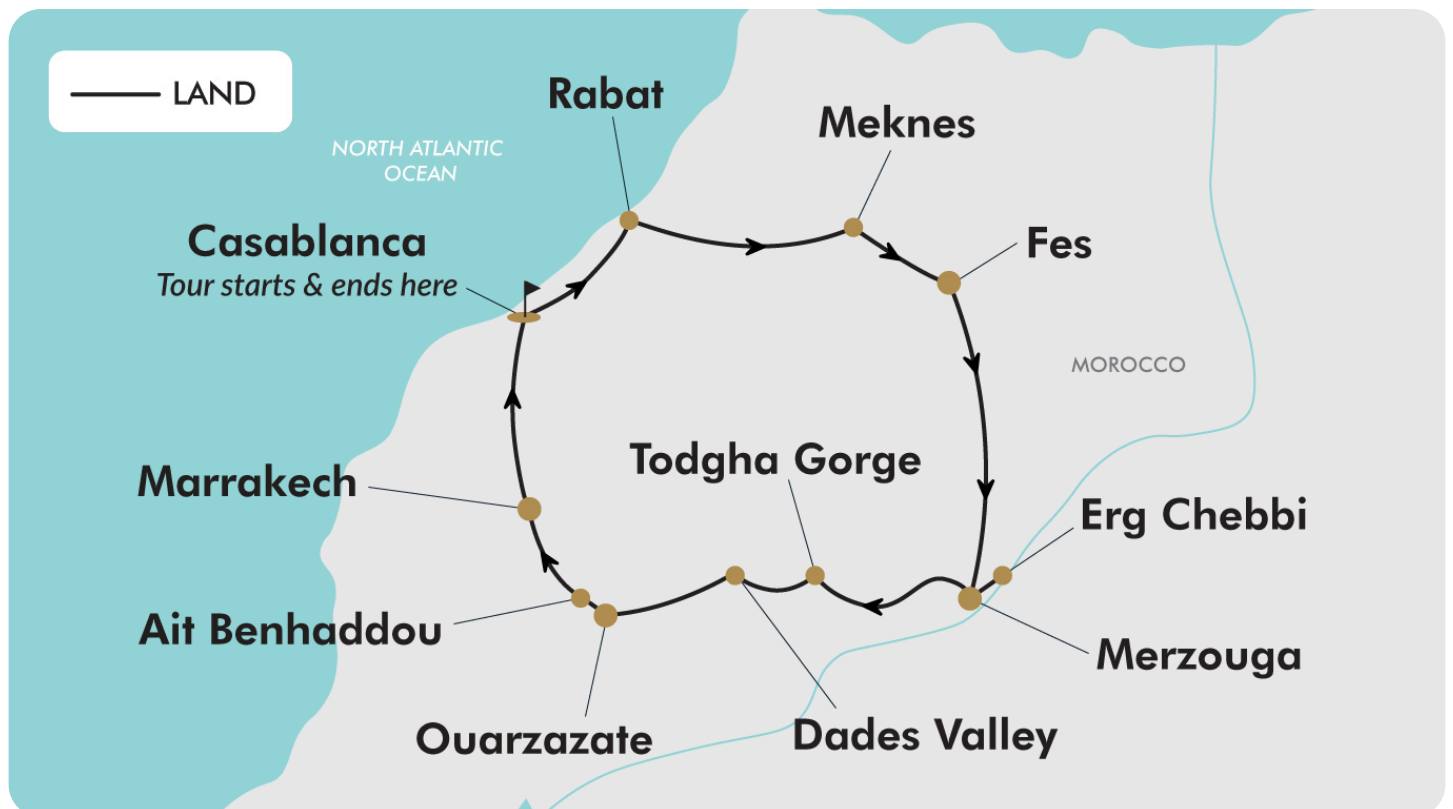 LAND
Rabat
Meknes
NORTH ATLANTIC
OCEAN
Casablanca
Tour starts & ends here
Fes
MOROCCO
Todgha Gorge
Marrakech
Erg Chebbi
Ait Benhaddou
Merzouga
Ouarzazate
Dades Valley